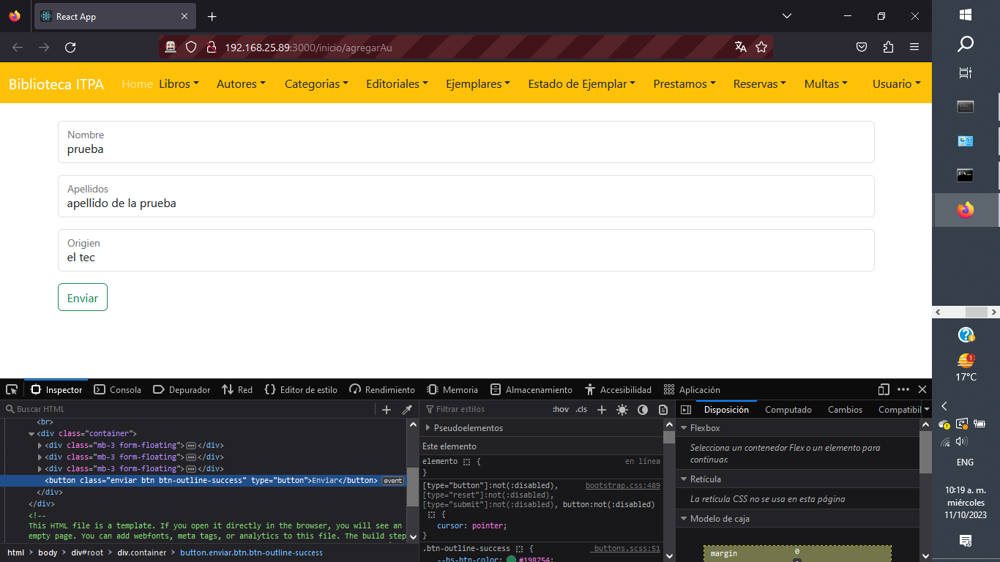 React App
192.168.25.89:3000/inicio/agregarAu
Biblioteca ITPA Home Libros Autores Categorias Editoriales Ejemplares Estado de Ejemplar Prestamos Reservas Multas Usuario
Nombre
prueba
Apellidos
apellido de la prueba
Origien
el tec
Enviar
Inspector Consola Depurador Red Editor de estilo Rendimiento Memoria Almacenamiento Accesibilidad Aplicación
Buscar HTML
<br>
<div class="container">
<div class="mb-3 form-floating"></div>
<div class="mb-3 form-floating"></div>
<div class="mb-3 form-floating"></div>
<button class="enviar btn btn-outline-success" type="button">Enviar</button> event
</div>
</div>
<!--
This HTML file is a template. If you open it directly in the browser, you will see an
empty page. You can add webfonts, meta tags, or analytics to this file. The build step
html body div#root div.container button.enviar.btn.btn-outline-success
Filtrar estilos :hov .cls
Pseudoelementos
Este elemento
elemento { en línea
}
[type="button"]:not(:disabled), bootstrap.css:489
[type="reset"]:not(:disabled),
[type="submit"]:not(:disabled), button:not(:disabled)
{
cursor: pointer;
}
.btn-outline-success { _buttons.scss:51
--bs-btn-color: #198754;
Disposición Computado Cambios Compatibil
Flexbox
Selecciona un contenedor Flex o un elemento para
continuar.
Retícula
La retícula CSS no se usa en esta página
Modelo de caja
margin 0
1
17°C
ENG
10:19 a. m.
miércoles
11/10/2023